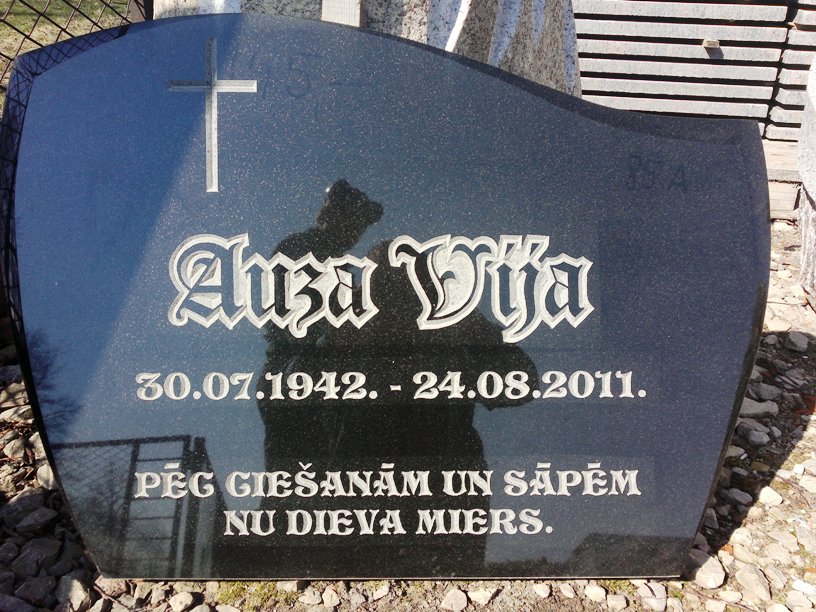 Auza Vija
30.07.1942. - 24.08.2011.
PĒC CIEŠANĀM UN SĀPĒM
NU DIEVA MIERS.